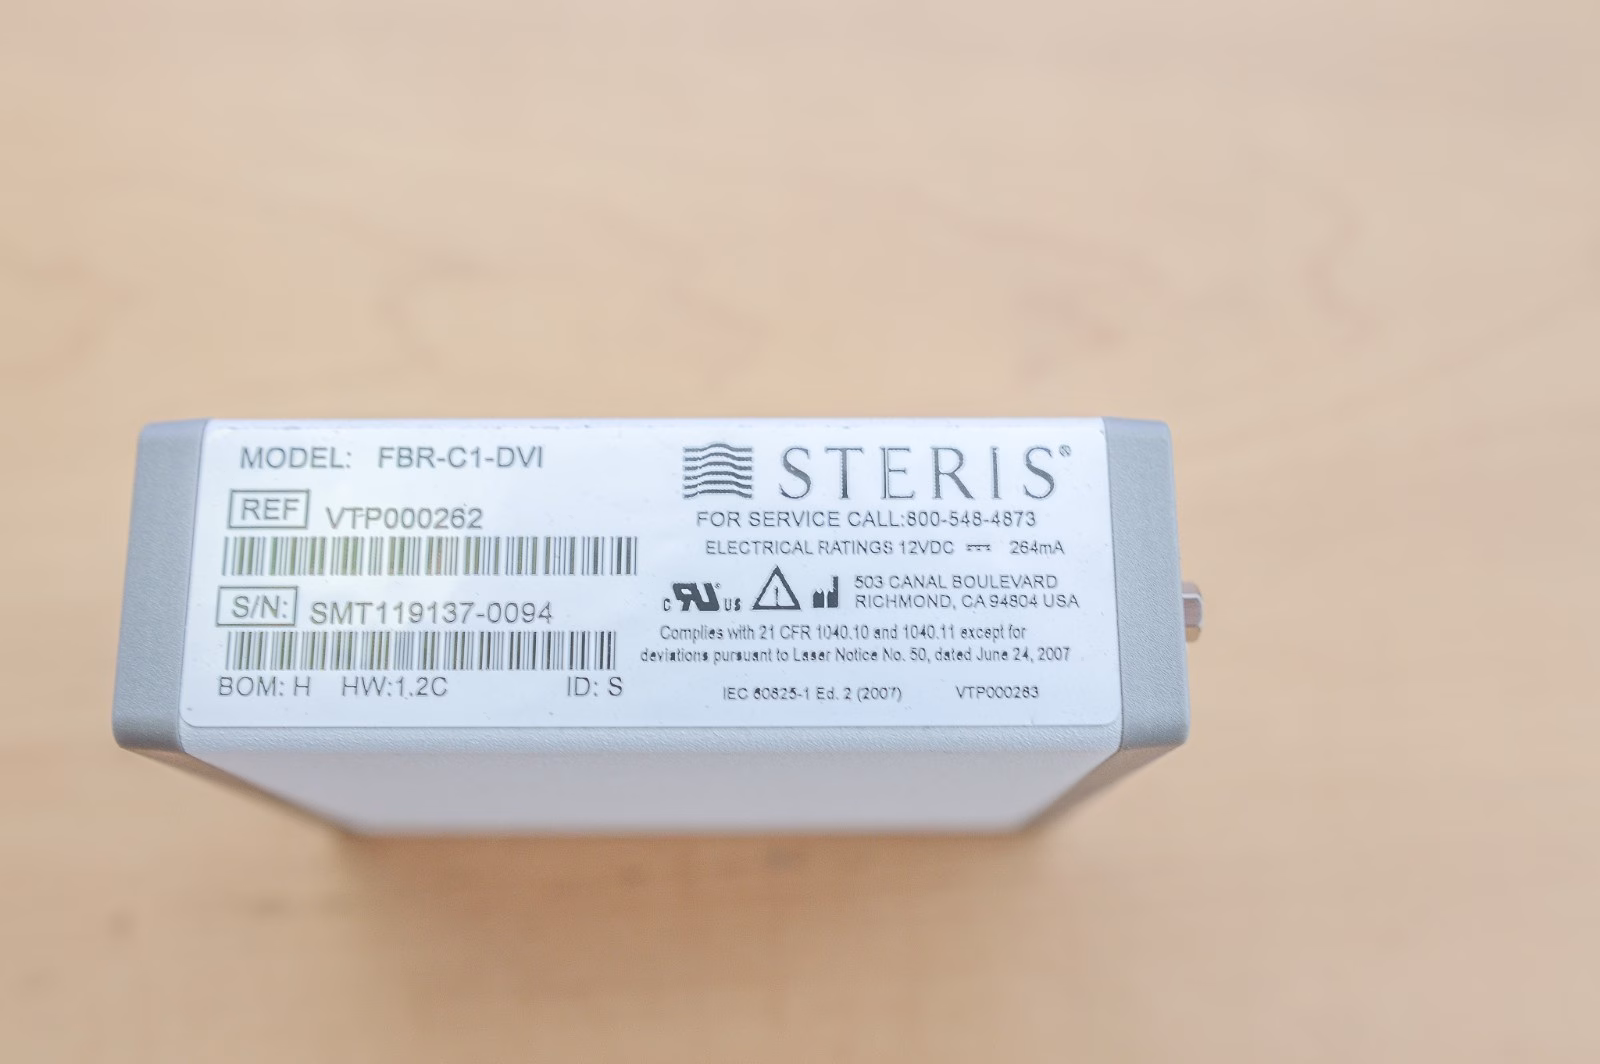 MODEL: FBR-C1-DVI
REF VTP000262
S/N: SMT119137-0094
BOM: H HW:1.2C ID: S
STERIS®
FOR SERVICE CALL:800-548-4873
ELECTRICAL RATINGS 12VDC ⎓ 264mA
C RU US
503 CANAL BOULEVARD
RICHMOND, CA 94804 USA
Complies with 21 CFR 1040.10 and 1040.11 except for
deviations pursuant to Laser Notice No. 50, dated June 24, 2007
IEC 60825-1 Ed. 2 (2007) VTP000263